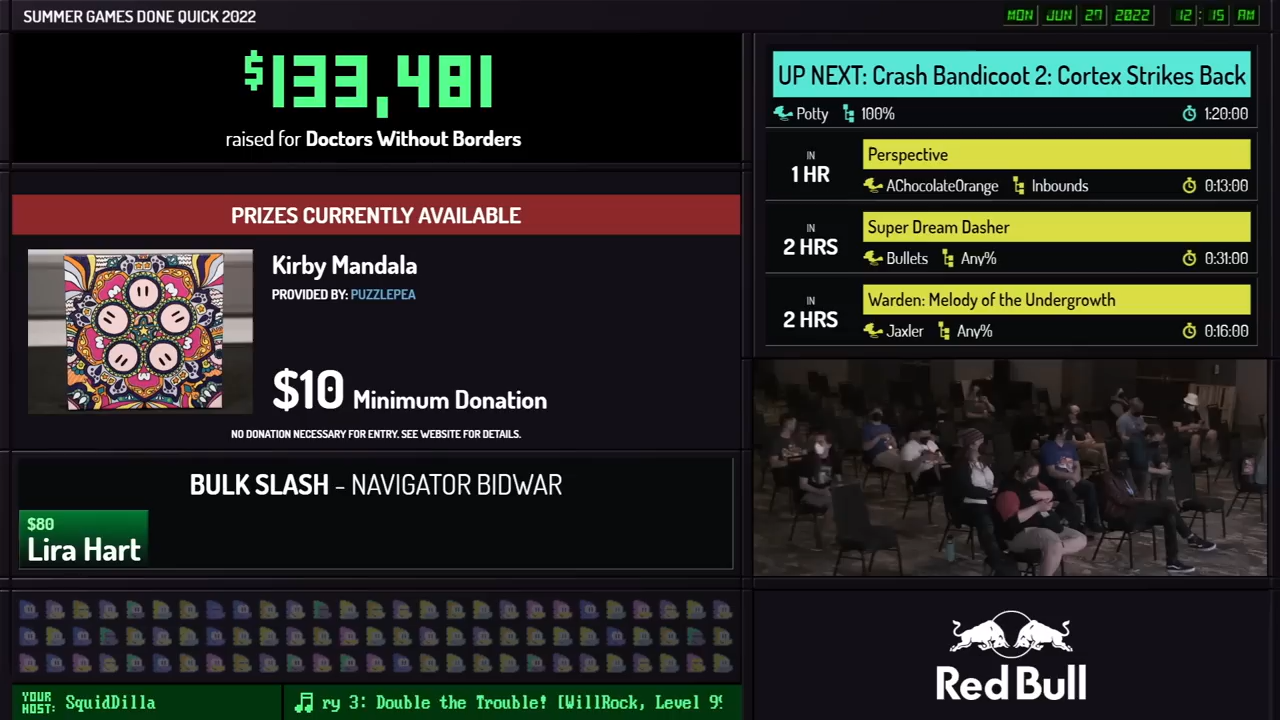 SUMMER GAMES DONE QUICK 2022
MON JUN 27 2022 12:15 AM
$133,481
raised for Doctors Without Borders
PRIZES CURRENTLY AVAILABLE
Kirby Mandala
PROVIDED BY: PUZZLEPEA
$10 Minimum Donation
NO DONATION NECESSARY FOR ENTRY. SEE WEBSITE FOR DETAILS.
BULK SLASH – NAVIGATOR BIDWAR
$80
Lira Hart
YOUR HOST: SquidDilla
ry 3: Double the Trouble! [WillRock, Level 99
UP NEXT: Crash Bandicoot 2: Cortex Strikes Back
Potty 100% 1:20:00
IN
1 HR
Perspective
AChocolateOrange Inbounds 0:13:00
IN
2 HRS
Super Dream Dasher
Bullets Any% 0:31:00
IN
2 HRS
Warden: Melody of the Undergrowth
Jaxler Any% 0:16:00
Red Bull